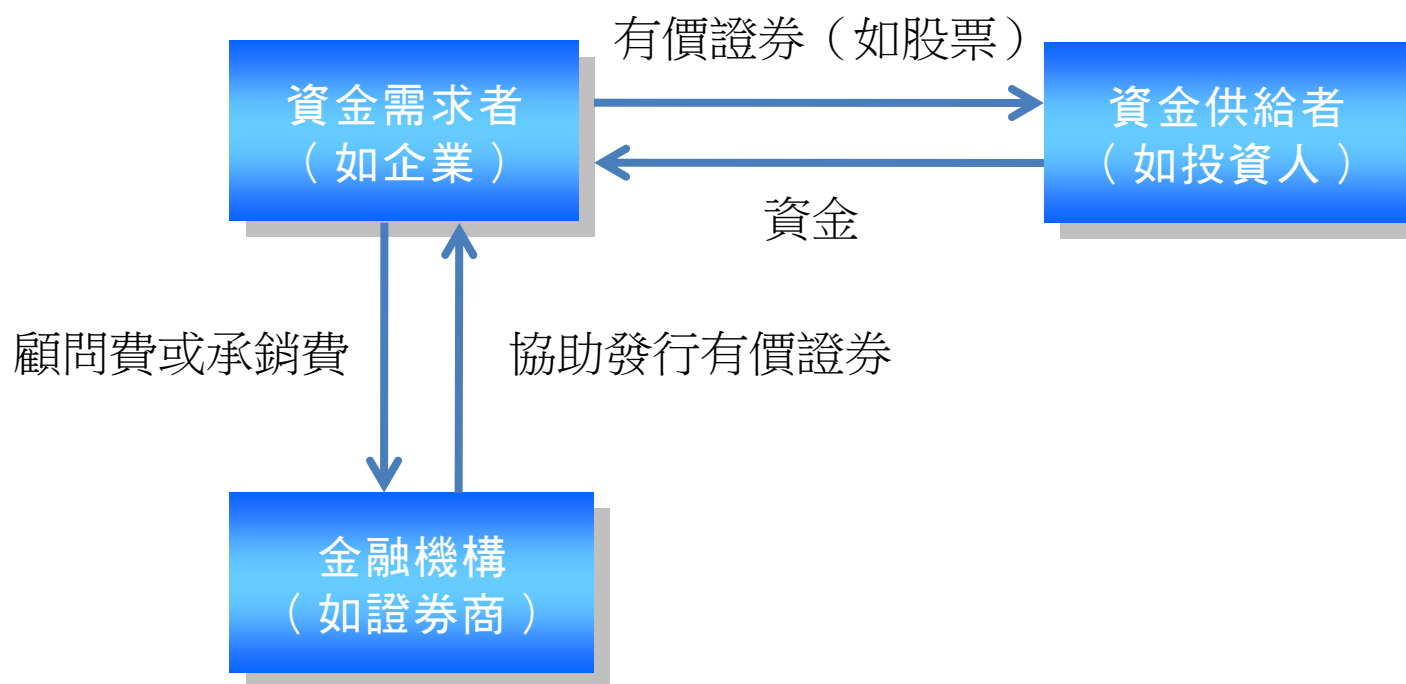 有價證券（如股票）
資金需求者
（如企業）
資金供給者
（如投資人）
資金
顧問費或承銷費
協助發行有價證券
金融機構
（如證券商）